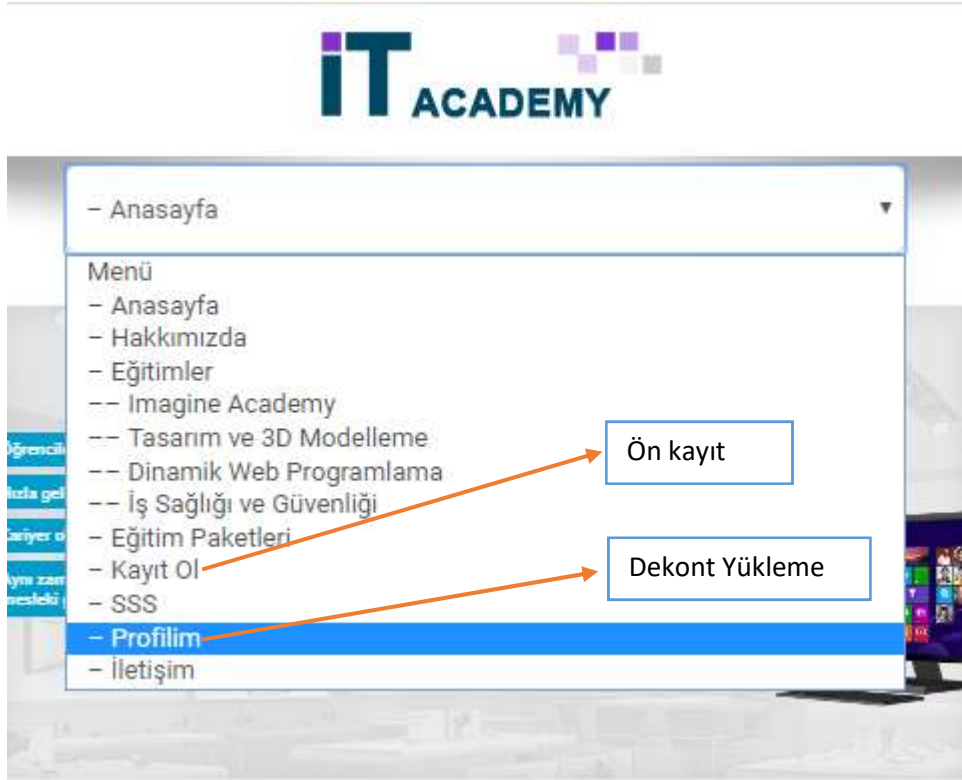 iT ACADEMY
– Anasayfa
Menü
– Anasayfa
– Hakkımızda
– Eğitimler
–– Imagine Academy
–– Tasarım ve 3D Modelleme
–– Dinamik Web Programlama
–– İş Sağlığı ve Güvenliği
– Eğitim Paketleri
– Kayıt Ol
– SSS
– Profilim
– İletişim
Ön kayıt
Dekont Yükleme